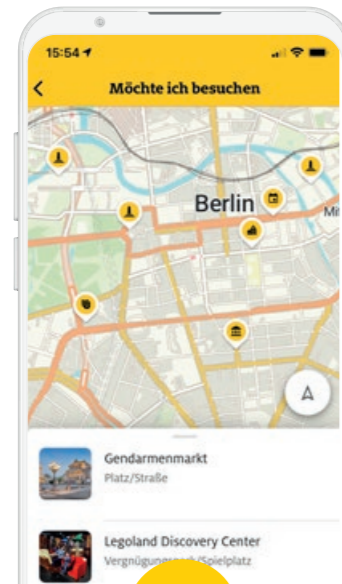 15:54
Möchte ich besuchen
Berlin
Gendarmenmarkt
Platz/Straße
Legoland Discovery Center